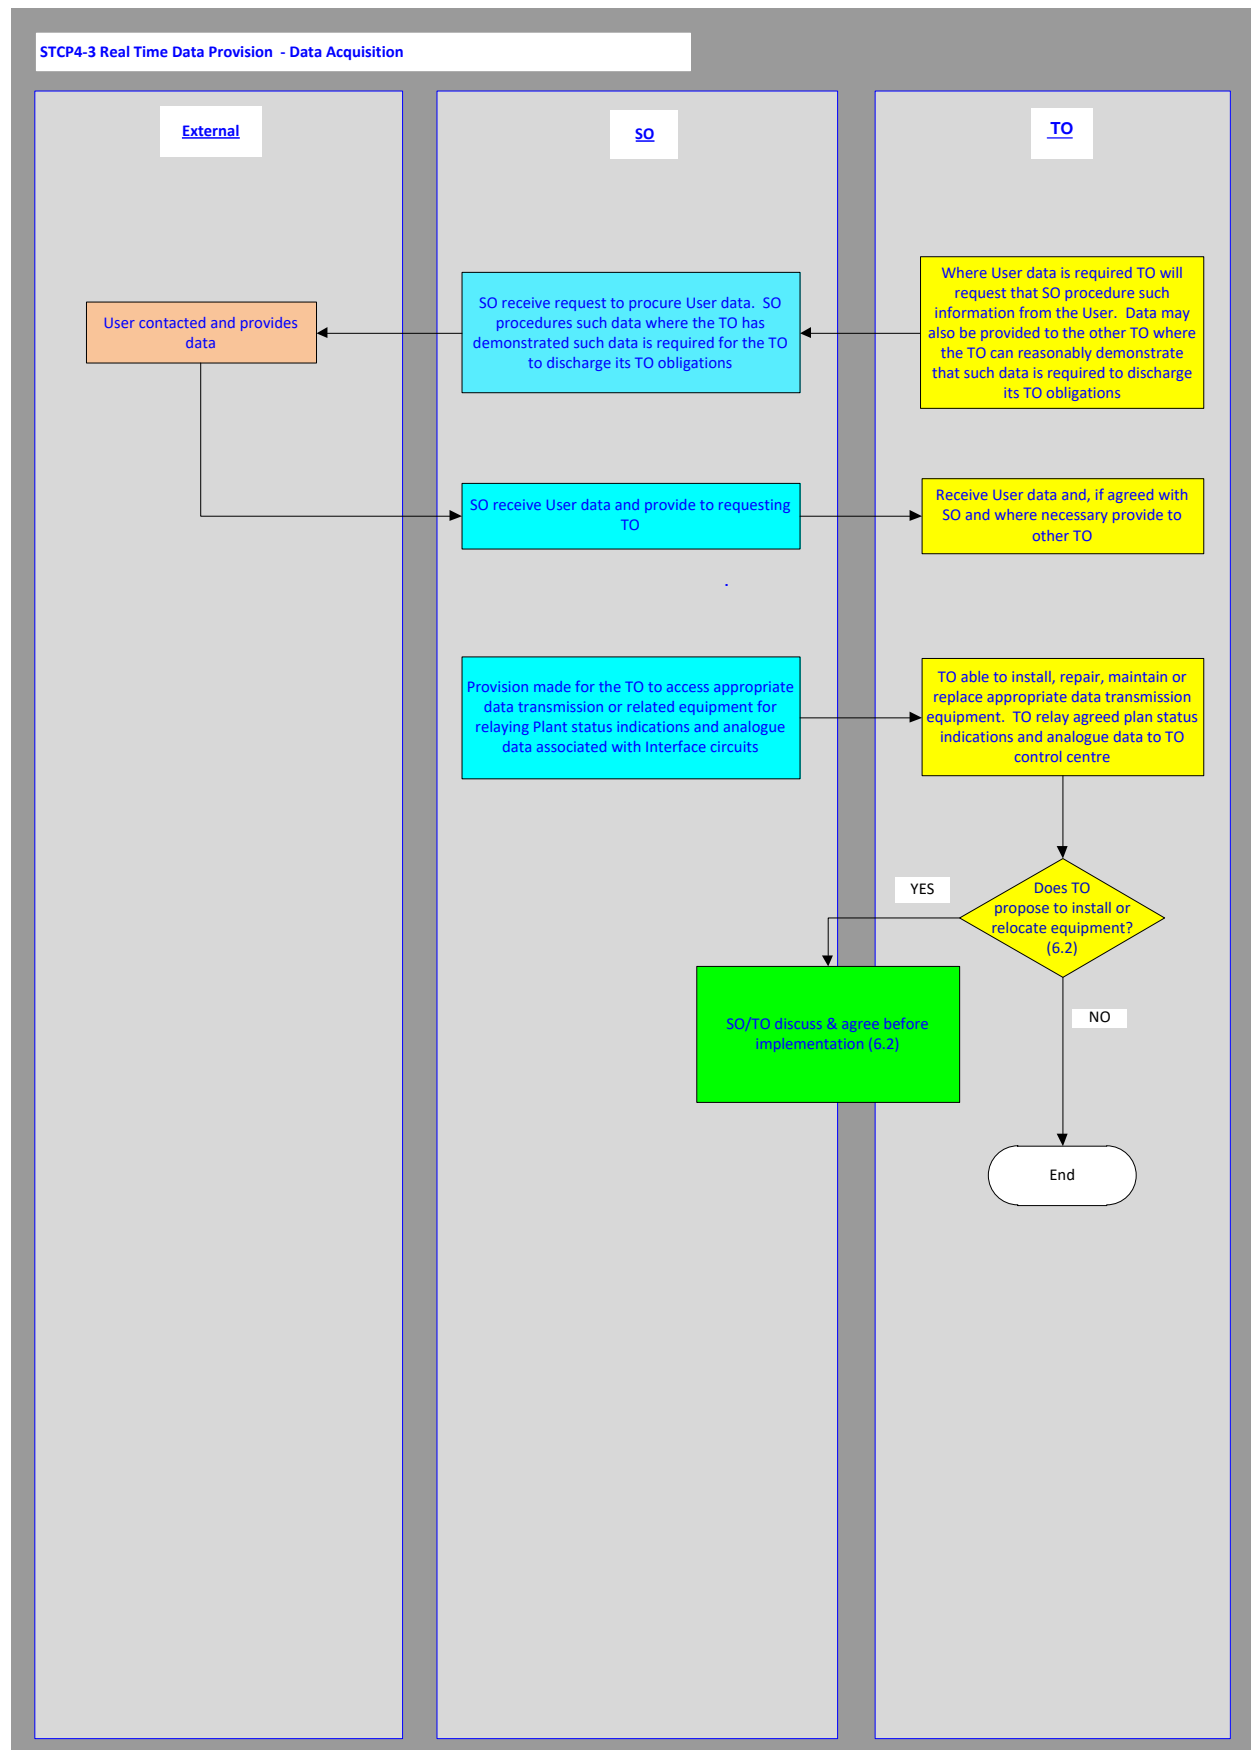 STCP4-3 Real Time Data Provision - Data Acquisition
External
SO
TO
Where User data is required TO will
request that SO procedure such
information from the User. Data may
also be provided to the other TO where
the TO can reasonably demonstrate
that such data is required to discharge
its TO obligations
SO receive request to procure User data. SO
procedures such data where the TO has
demonstrated such data is required for the TO
to discharge its TO obligations
User contacted and provides
data
SO receive User data and provide to requesting
TO
Receive User data and, if agreed with
SO and where necessary provide to
other TO
.
Provision made for the TO to access appropriate
data transmission or related equipment for
relaying Plant status indications and analogue
data associated with Interface circuits
TO able to install, repair, maintain or
replace appropriate data transmission
equipment. TO relay agreed plan status
indications and analogue data to TO
control centre
Does TO
propose to install or
relocate equipment?
(6.2)
YES
SO/TO discuss & agree before
implementation (6.2)
NO
End